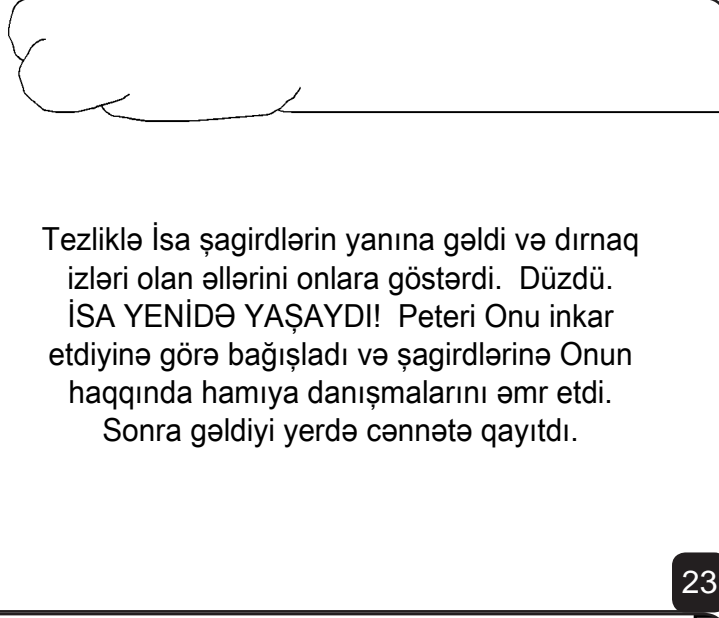 Tezliklə İsa şagirdlərin yanına gəldi və dırnaq
izləri olan əllərini onlara göstərdi.  Düzdü.
İSA YENİDƏ YAŞAYDI!  Peteri Onu inkar
etdiyinə görə bağışladı və şagirdlərinə Onun
haqqında hamıya danışmalarını əmr etdi.
Sonra gəldiyi yerdə cənnətə qayıtdı.
23